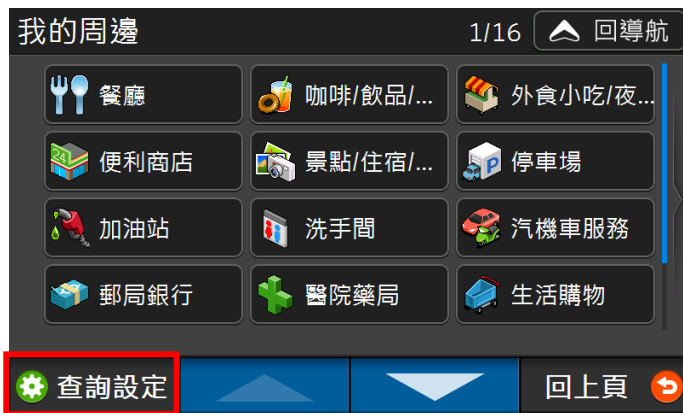 我的周邊 1/16 回導航
餐廳 咖啡/飲品/... 外食小吃/夜...
24 便利商店 景點/住宿/... P 停車場
加油站 洗手間 汽機車服務
郵局銀行 醫院藥局 生活購物
查詢設定 回上頁